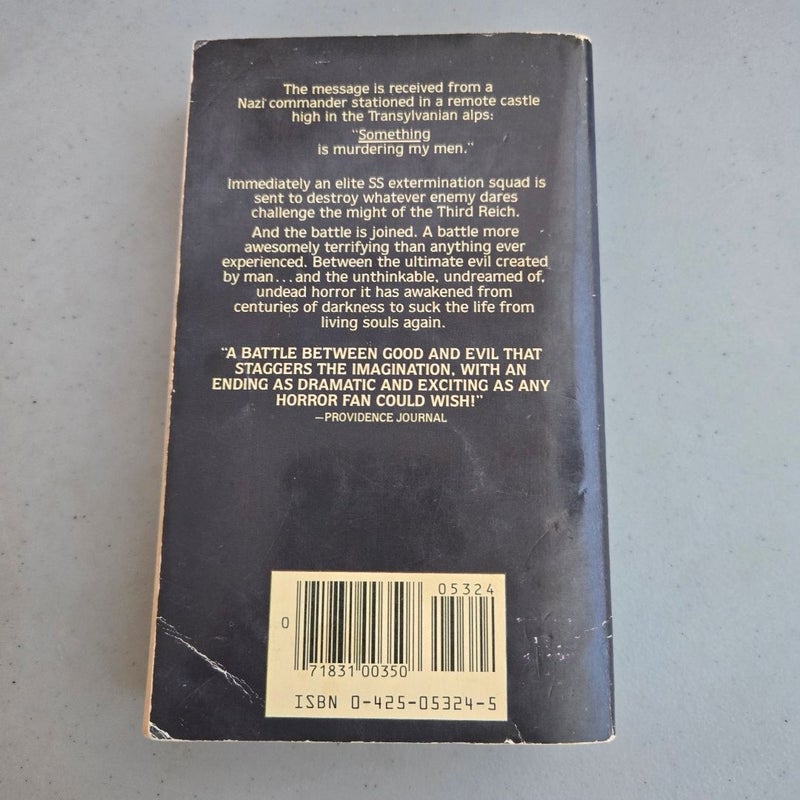 The message is received from a
Nazi commander stationed in a remote castle
high in the Transylvanian alps:
"Something
is murdering my men."
Immediately an elite SS extermination squad is
sent to destroy whatever enemy dares
challenge the might of the Third Reich.
And the battle is joined. A battle more
awesomely terrifying than anything ever
experienced. Between the ultimate evil created
by man...and the unthinkable, undreamed of,
undead horror it has awakened from
centuries of darkness to suck the life from
living souls again.
"A BATTLE BETWEEN GOOD AND EVIL THAT
STAGGERS THE IMAGINATION, WITH AN
ENDING AS DRAMATIC AND EXCITING AS ANY
HORROR FAN COULD WISH!"
—PROVIDENCE JOURNAL
05324
0
71831 00350
ISBN 0-425-05324-5